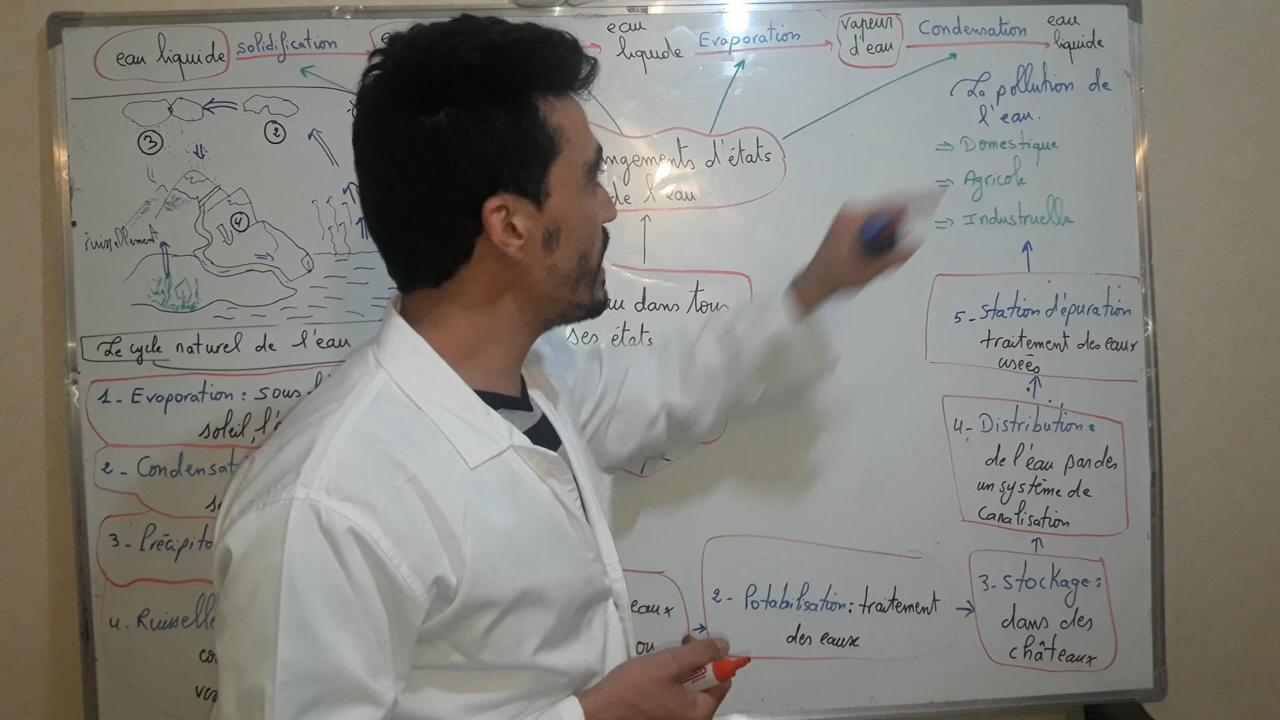 eau liquide
solidification
eau
liquide
Evaporation
vapeur
d'eau
Condensation
eau
liquide
3
2
4
ruissellement
Le cycle naturel de l'eau
1- Evaporation : sous
soleil,
2- Condensat
3- Précipita
4- Ruisselle
ngements d'états
de l'eau
dans tous
ses états
eaux
ou
2- Potabilisation : traitement
des eaux
3- Stockage :
dans des
châteaux
4- Distribution :
de l'eau par des
un système de
canalisation
5- Station d'épuration
traitement des eaux
usées
La pollution de
l'eau.
⇒ Domestique
⇒ Agricole
⇒ Industruelle